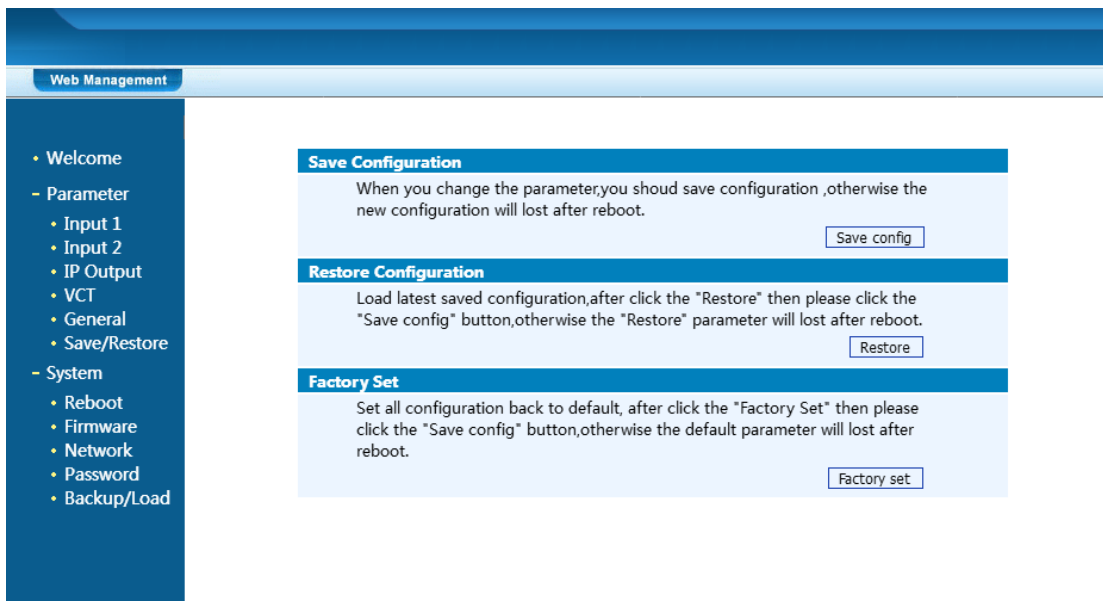 Web Management
• Welcome
– Parameter
• Input 1
• Input 2
• IP Output
• VCT
• General
• Save/Restore
– System
• Reboot
• Firmware
• Network
• Password
• Backup/Load
Save Configuration
When you change the parameter,you shoud save configuration ,otherwise the
new configuration will lost after reboot.
Save config
Restore Configuration
Load latest saved configuration,after click the "Restore" then please click the
"Save config" button,otherwise the "Restore" parameter will lost after reboot.
Restore
Factory Set
Set all configuration back to default, after click the "Factory Set" then please
click the "Save config" button,otherwise the default parameter will lost after
reboot.
Factory set